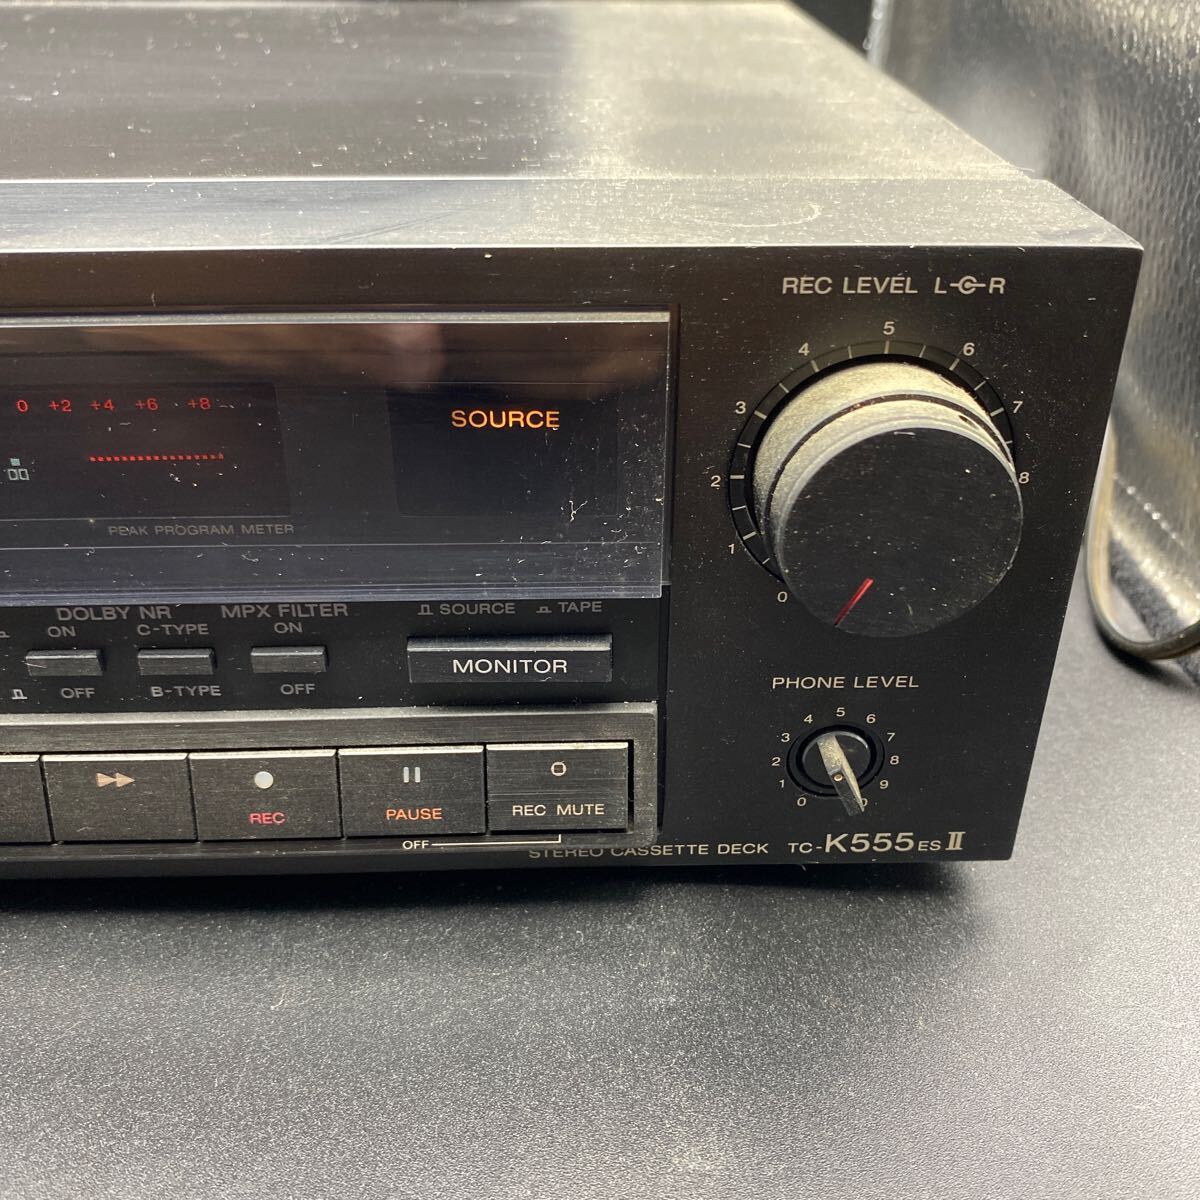 REC LEVEL L R
0 1 2 3 4 5 6 7 8
0 +2 +4 +6 +8
SOURCE
PEAK PROGRAM METER
DOLBY NR MPX FILTER
SOURCE TAPE
ON C-TYPE ON
MONITOR
OFF B-TYPE OFF
PHONE LEVEL
0 1 2 3 4 5 6 7 8 9
REC PAUSE REC MUTE
OFF
STEREO CASSETTE DECK TC-K555ES II